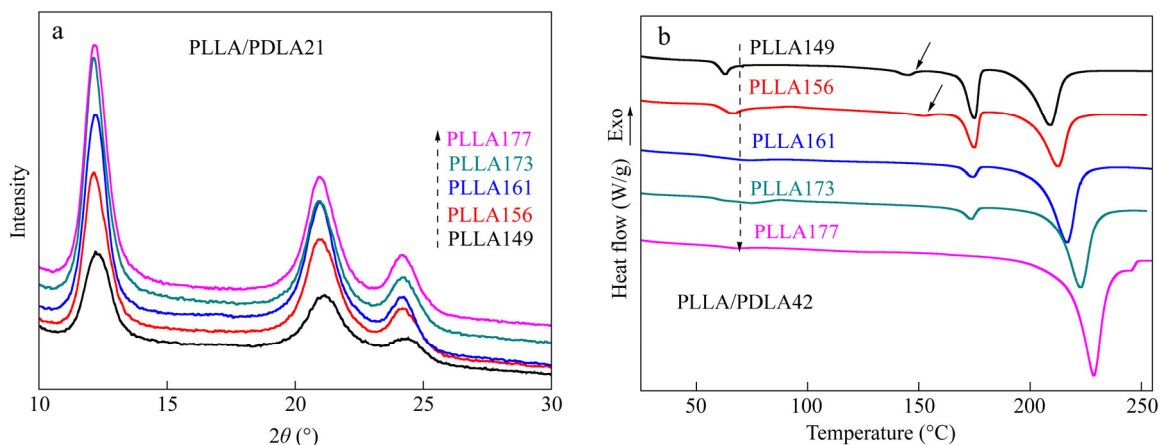 a
PLLA/PDLA21
PLLA177
PLLA173
PLLA161
PLLA156
PLLA149
Intensity
10
15
20
25
30
2θ (°)
b
PLLA149
PLLA156
PLLA161
PLLA173
PLLA177
PLLA/PDLA42
Exo
Heat flow (W/g)
50
100
150
200
250
Temperature (°C)